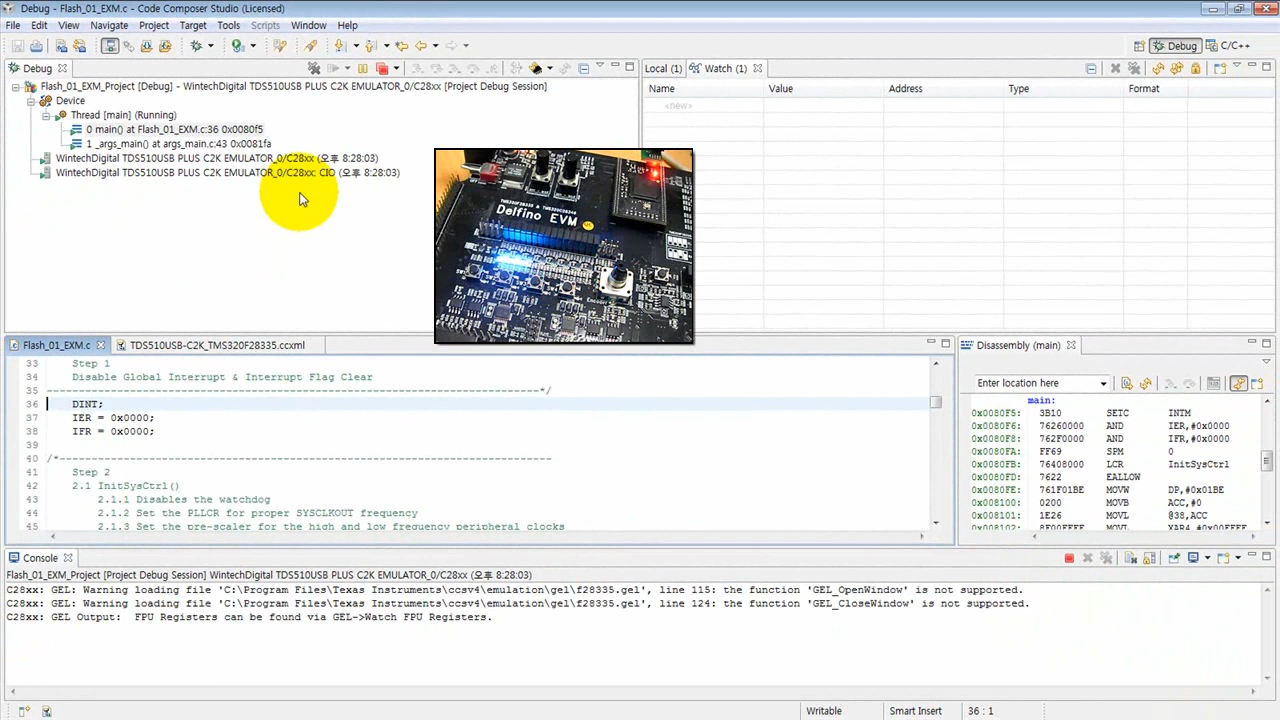 Debug - Flash_01_EXM.c - Code Composer Studio (Licensed)
File Edit View Navigate Project Target Tools Scripts Window Help
Debug C/C++
Debug
Flash_01_EXM_Project [Debug] - WintechDigital TDS510USB PLUS C2K EMULATOR_0/C28xx [Project Debug Session]
Device
Thread [main] (Running)
0 main() at Flash_01_EXM.c:36 0x0080f5
1 _args_main() at args_main.c:43 0x0081fa
WintechDigital TDS510USB PLUS C2K EMULATOR_0/C28xx (오후 8:28:03)
WintechDigital TDS510USB PLUS C2K EMULATOR_0/C28xx: CIO (오후 8:28:03)
Local (1) Watch (1)
Name Value Address Type Format
<new>
TMS320F28335 & TMS320C28346
Delfino EVM
Encoder
Flash_01_EXM.c TDS510USB-C2K_TMS320F28335.ccxml
33 Step 1
34 Disable Global Interrupt & Interrupt Flag Clear
35 ---------------------------------------------------------------*/
36 DINT;
37 IER = 0x0000;
38 IFR = 0x0000;
39
40 /*---------------------------------------------------------------
41 Step 2
42 2.1 InitSysCtrl()
43 2.1.1 Disables the watchdog
44 2.1.2 Set the PLLCR for proper SYSCLKOUT frequency
45 2.1.3 Set the pre-scaler for the high and low frequency peripheral clocks
Disassembly (main)
Enter location here
main:
0x0080F5: 3B10 SETC INTM
0x0080F6: 76260000 AND IER,#0x0000
0x0080F8: 762F0000 AND IFR,#0x0000
0x0080FA: FF69 SPM 0
0x0080FB: 76408000 LCR InitSysCtrl
0x0080FD: 7622 EALLOW
0x0080FE: 761F01BE MOVW DP,#0x01BE
0x008100: 0200 MOVB ACC,#0
0x008101: 1E26 MOVL @38,ACC
0x008102: 8F00FFFF MOVL XAR4,#0x00FFFF
Console
Flash_01_EXM_Project [Project Debug Session] WintechDigital TDS510USB PLUS C2K EMULATOR_0/C28xx (오후 8:28:03)
C28xx: GEL: Warning loading file 'C:\Program Files\Texas Instruments\ccsv4\emulation\gel\f28335.gel', line 115: the function 'GEL_OpenWindow' is not supported.
C28xx: GEL: Warning loading file 'C:\Program Files\Texas Instruments\ccsv4\emulation\gel\f28335.gel', line 124: the function 'GEL_CloseWindow' is not supported.
C28xx: GEL Output: FPU Registers can be found via GEL->Watch FPU Registers.
Writable Smart Insert 36 : 1